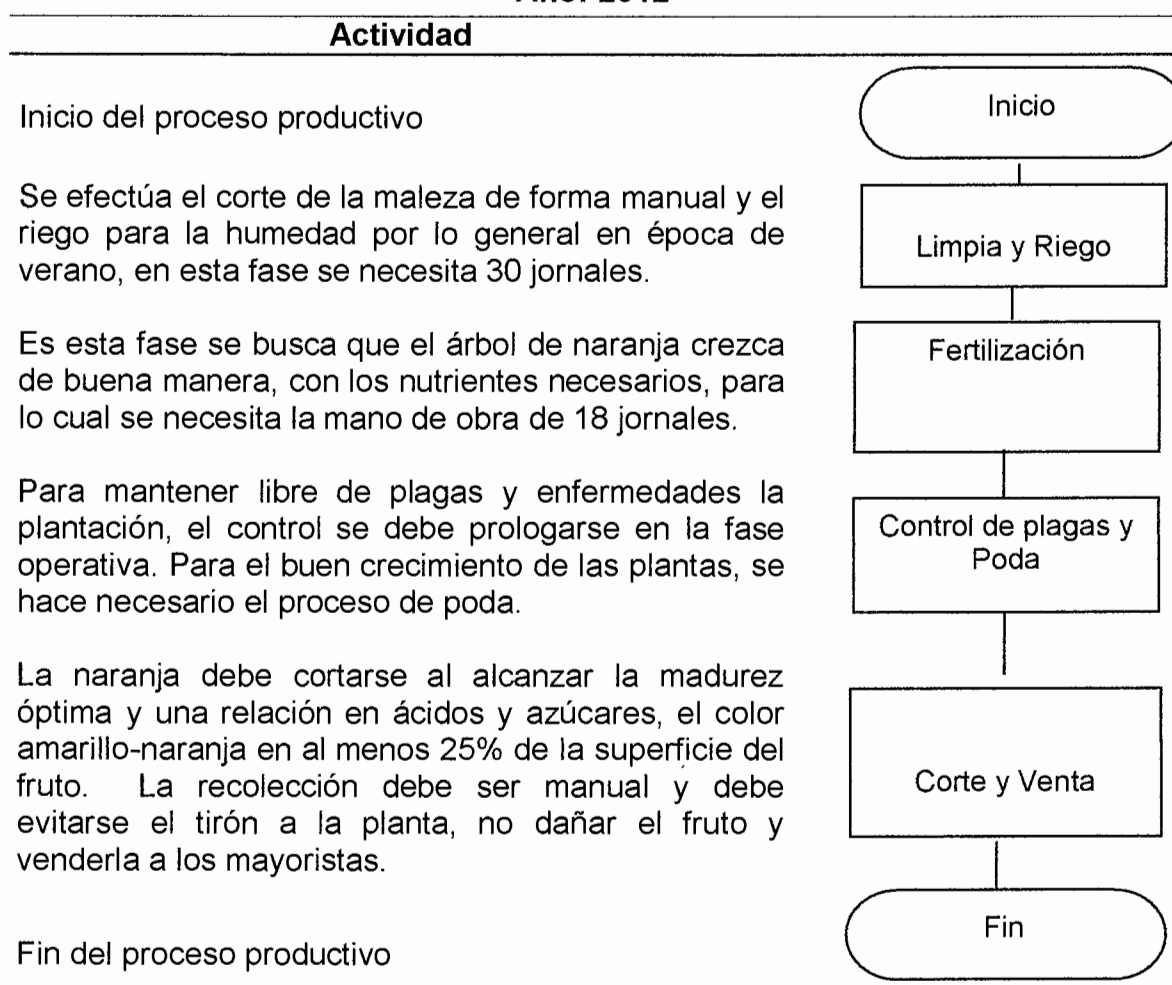 Actividad
Inicio del proceso productivo
Inicio
Se efectúa el corte de la maleza de forma manual y el
riego para la humedad por lo general en época de
verano, en esta fase se necesita 30 jornales.
Limpia y Riego
Es esta fase se busca que el árbol de naranja crezca
de buena manera, con los nutrientes necesarios, para
lo cual se necesita la mano de obra de 18 jornales.
Fertilización
Para mantener libre de plagas y enfermedades la
plantación, el control se debe prologarse en la fase
operativa. Para el buen crecimiento de las plantas, se
hace necesario el proceso de poda.
Control de plagas y
Poda
La naranja debe cortarse al alcanzar la madurez
óptima y una relación en ácidos y azúcares, el color
amarillo-naranja en al menos 25% de la superficie del
fruto. La recolección debe ser manual y debe
evitarse el tirón a la planta, no dañar el fruto y
venderla a los mayoristas.
Corte y Venta
Fin del proceso productivo
Fin